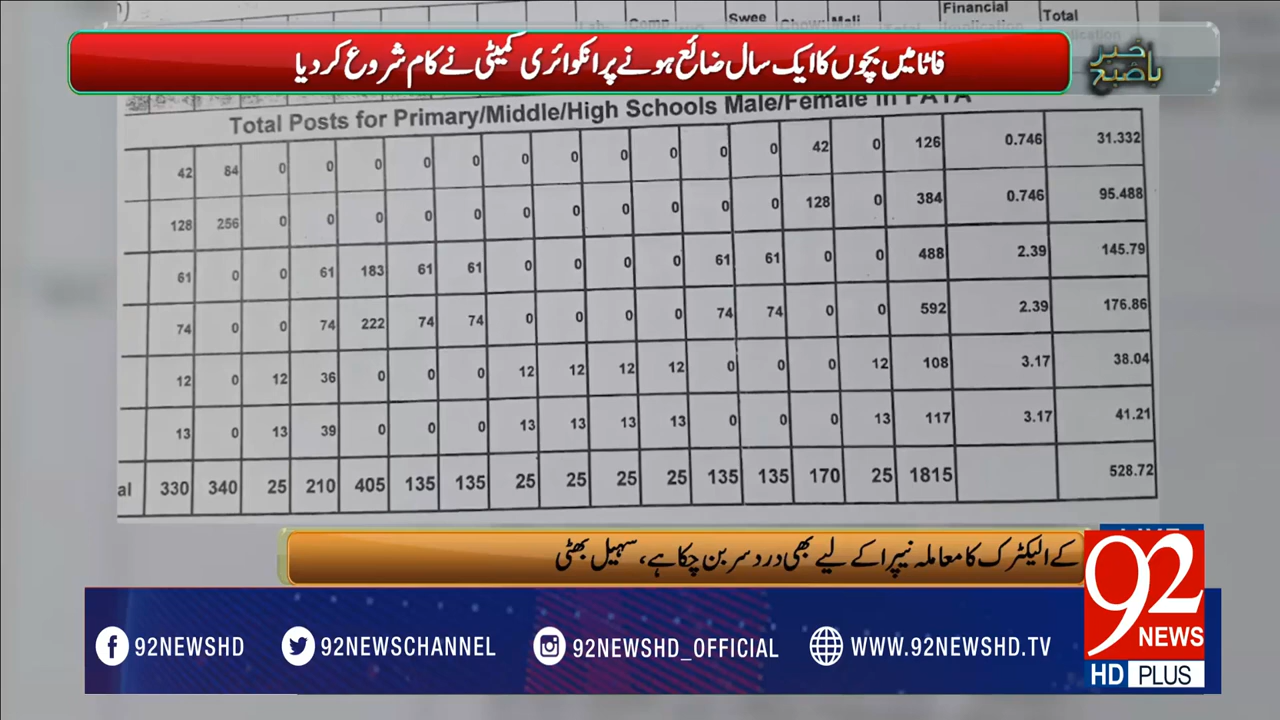 Financial
Total
Swee
فاٹا میں بچوں کا ایک سال ضائع ہونے پر انکوائری کمیٹی نے کام شروع کر دیا
باخبر صبح
Total Posts for Primary/Middle/High Schools Male/Female in FATA
42 84 0 0 0 0 0 0 0 0 0 0 0 42 0 126 0.746 31.332
128 256 0 0 0 0 0 0 0 0 0 0 0 128 0 384 0.746 95.488
61 0 0 61 183 61 61 0 0 0 0 61 61 0 0 488 2.39 145.79
74 0 0 74 222 74 74 0 0 0 0 74 74 0 0 592 2.39 176.86
12 0 12 36 0 0 0 12 12 12 12 0 0 0 12 108 3.17 38.04
13 0 13 39 0 0 0 13 13 13 13 0 0 0 13 117 3.17 41.21
al 330 340 25 210 405 135 135 25 25 25 25 135 135 170 25 1815 528.72
کے الیکٹرک کا معاملہ نیپرا کے لیے بھی درد سر بن چکا ہے، سہیل بھٹی
92 NEWS
HD PLUS
92NEWSHD 92NEWSCHANNEL 92NEWSHD_OFFICIAL WWW.92NEWSHD.TV